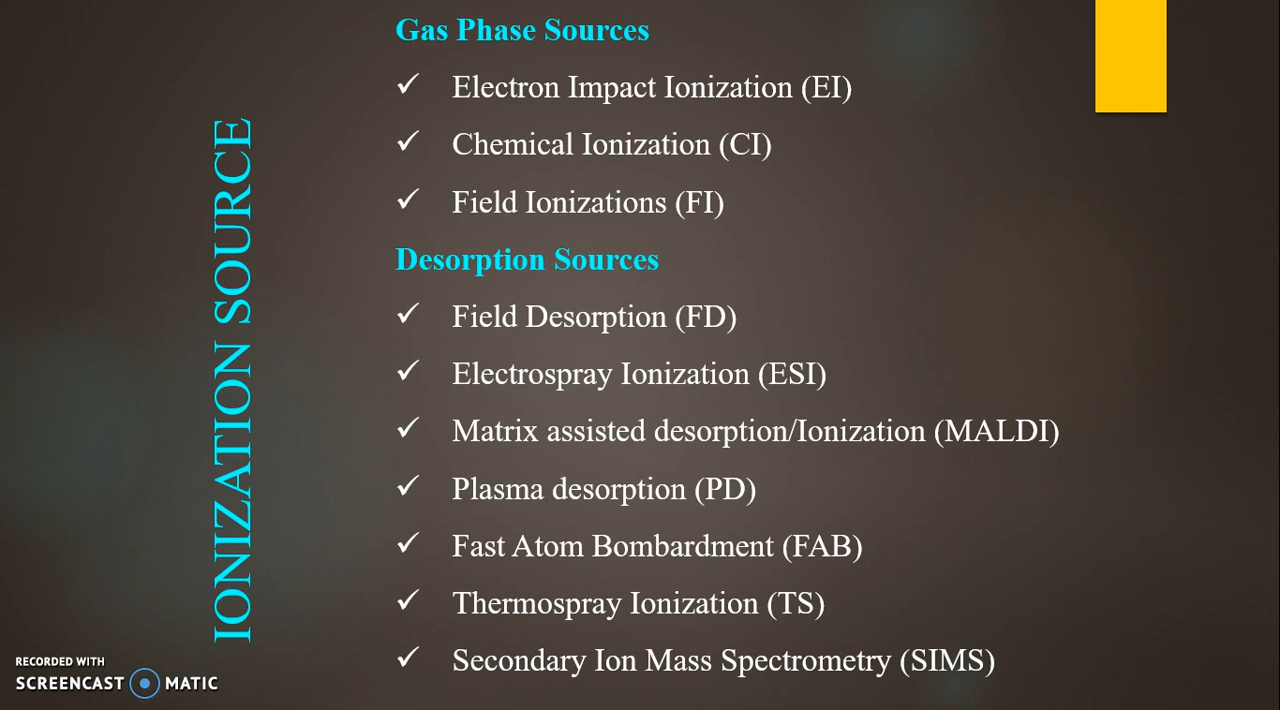 IONIZATION SOURCE
Gas Phase Sources
✓ Electron Impact Ionization (EI)
✓ Chemical Ionization (CI)
✓ Field Ionizations (FI)
Desorption Sources
✓ Field Desorption (FD)
✓ Electrospray Ionization (ESI)
✓ Matrix assisted desorption/Ionization (MALDI)
✓ Plasma desorption (PD)
✓ Fast Atom Bombardment (FAB)
✓ Thermospray Ionization (TS)
✓ Secondary Ion Mass Spectrometry (SIMS)
RECORDED WITH
SCREENCAST MATIC